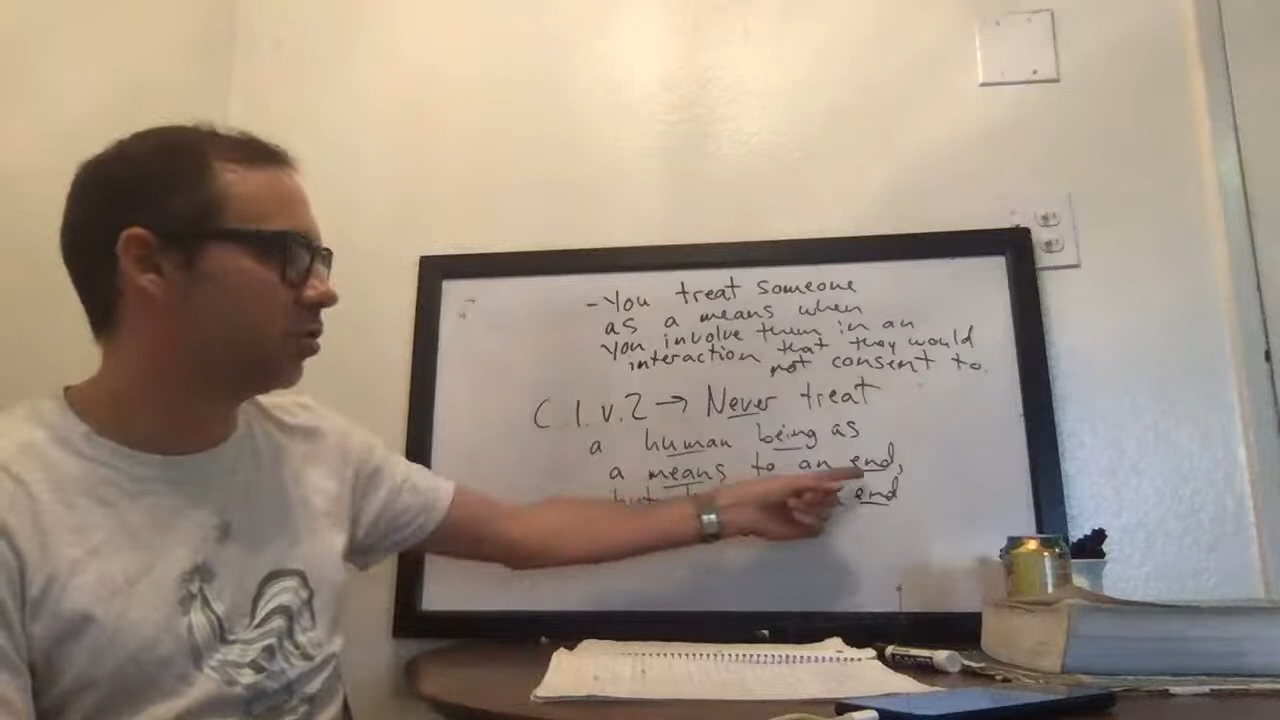 - You treat someone
as a means when
you involve them in an
interaction that they would
not consent to.
C.I.v.2 → Never treat
a human being as
a means to an end,
but
end